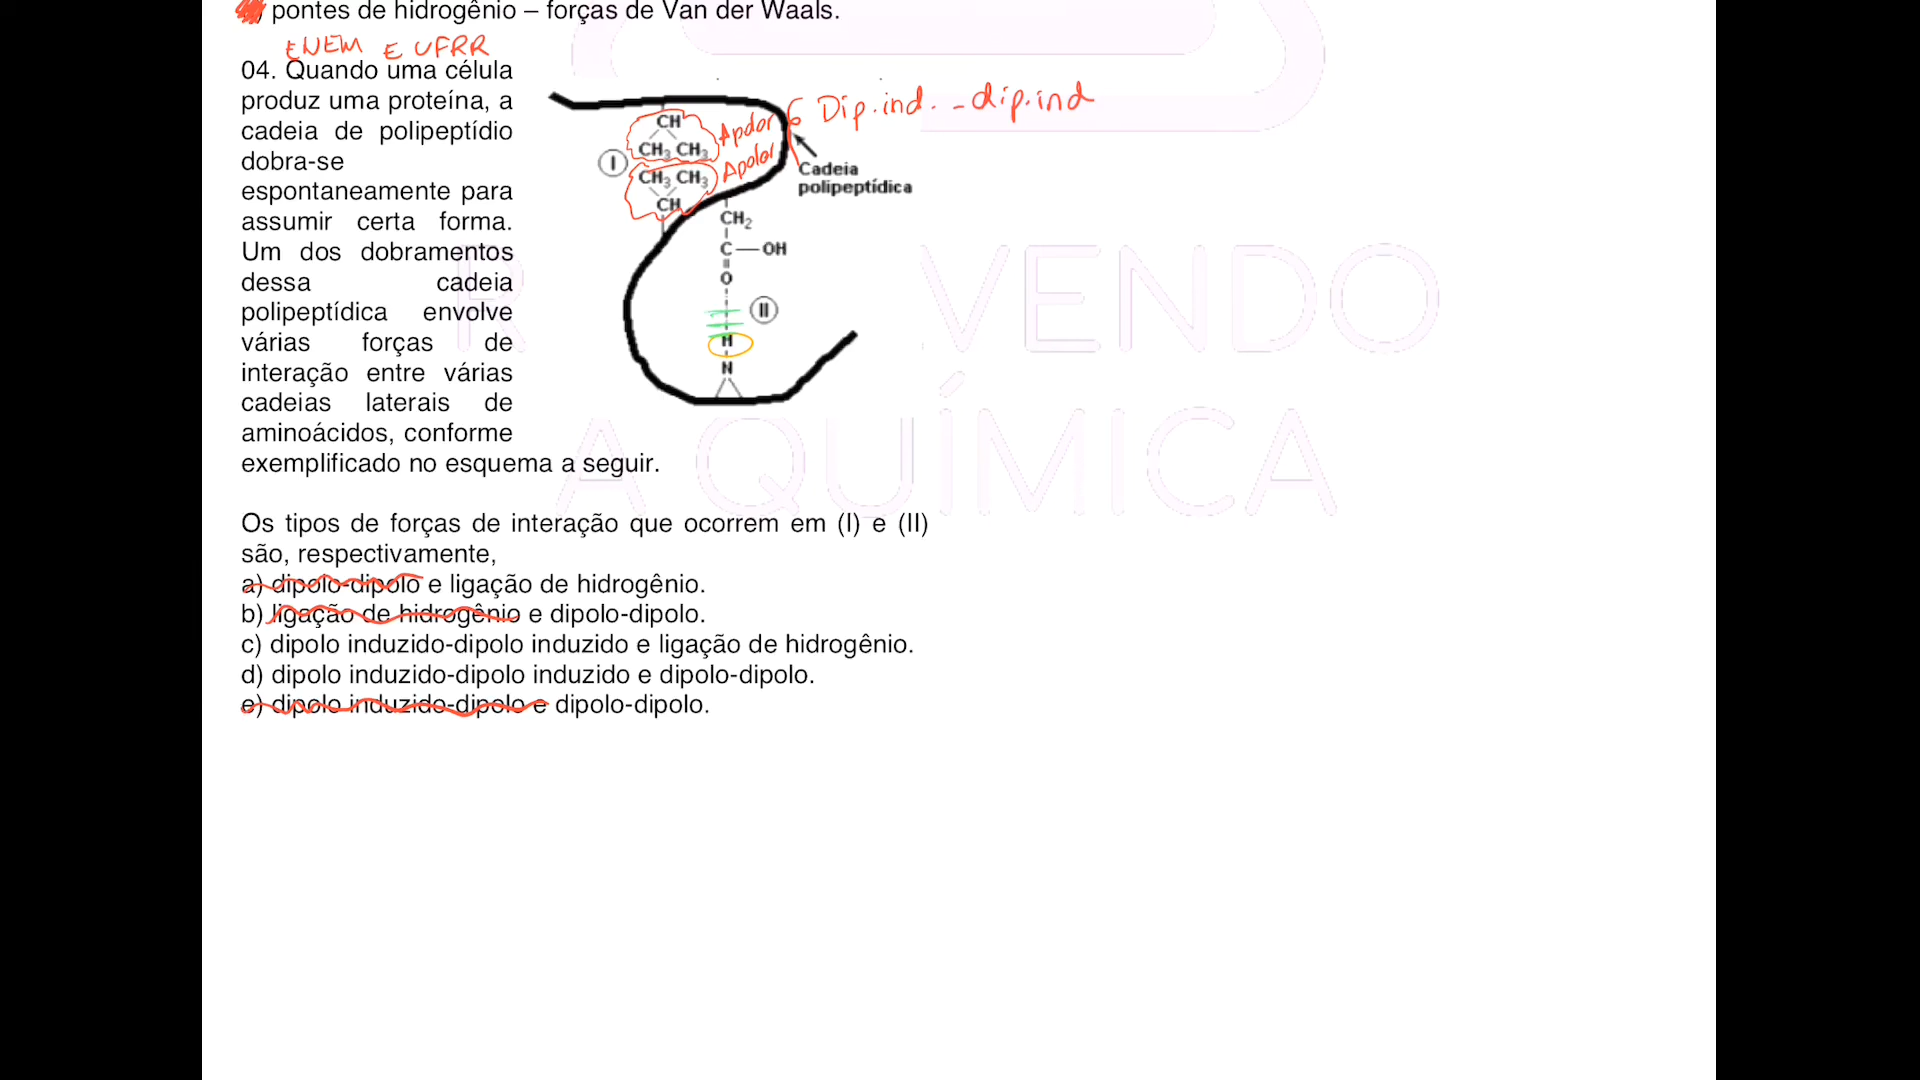 pontes de hidrogênio – forças de Van der Waals.
ENEM E UFRR
04. Quando uma célula
produz uma proteína, a
cadeia de polipeptídio
dobra-se
espontaneamente para
assumir certa forma.
Um dos dobramentos
dessa cadeia
polipeptídica envolve
várias forças de
interação entre várias
cadeias laterais de
aminoácidos, conforme
exemplificado no esquema a seguir.
Dip.ind. - dip.ind
CH Apolar
CH3 CH3
I
Apolar
CH3 CH3
CH
Cadeia
polipeptídica
CH2
C—OH
O
II
H
N
Os tipos de forças de interação que ocorrem em (I) e (II)
são, respectivamente,
a) dipolo-dipolo e ligação de hidrogênio.
b) ligação de hidrogênio e dipolo-dipolo.
c) dipolo induzido-dipolo induzido e ligação de hidrogênio.
d) dipolo induzido-dipolo induzido e dipolo-dipolo.
e) dipolo induzido-dipolo e dipolo-dipolo.
VENDO
A QUÍMICA